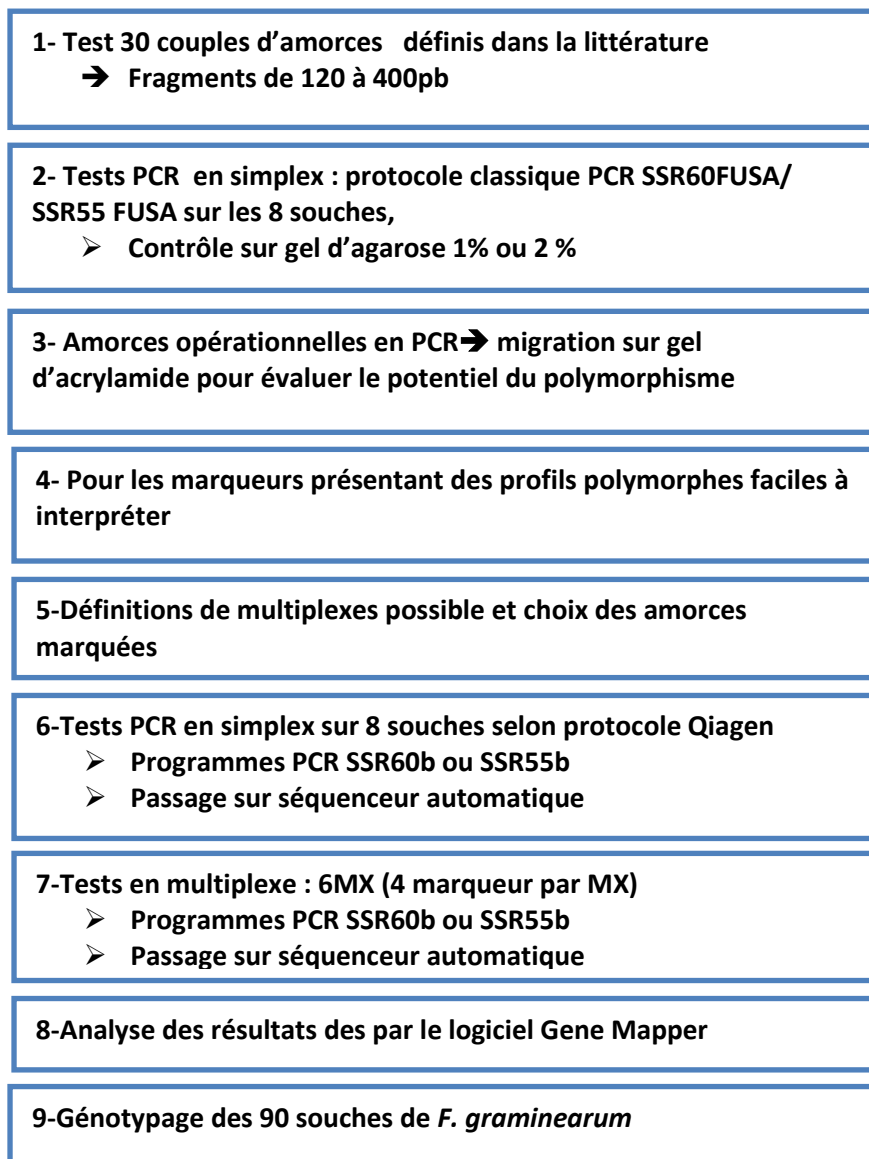 1- Test 30 couples d’amorces définis dans la littérature
➔ Fragments de 120 à 400pb
2- Tests PCR en simplex : protocole classique PCR SSR60FUSA/
SSR55 FUSA sur les 8 souches,
➢ Contrôle sur gel d’agarose 1% ou 2 %
3- Amorces opérationnelles en PCR➔ migration sur gel
d’acrylamide pour évaluer le potentiel du polymorphisme
4- Pour les marqueurs présentant des profils polymorphes faciles à
interpréter
5-Définitions de multiplexes possible et choix des amorces
marquées
6-Tests PCR en simplex sur 8 souches selon protocole Qiagen
➢ Programmes PCR SSR60b ou SSR55b
➢ Passage sur séquenceur automatique
7-Tests en multiplexe : 6MX (4 marqueur par MX)
➢ Programmes PCR SSR60b ou SSR55b
➢ Passage sur séquenceur automatique
8-Analyse des résultats des par le logiciel Gene Mapper
9-Génotypage des 90 souches de F. graminearum